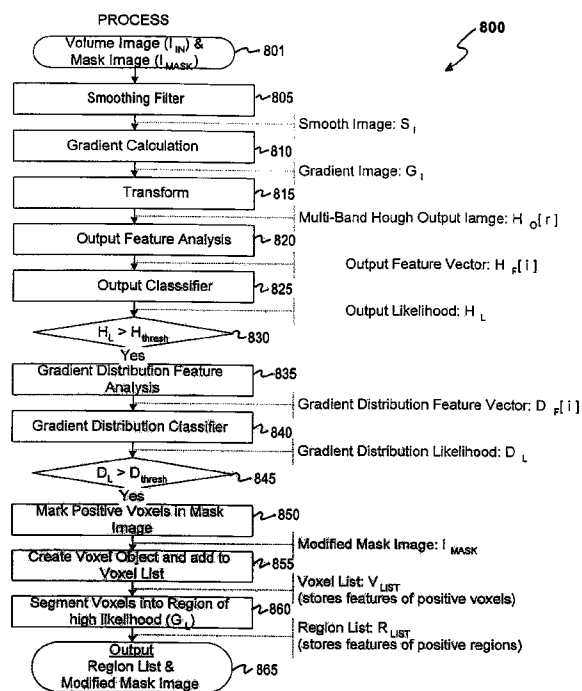 PROCESS
800
Volume Image (I_IN) &
Mask Image (I_MASK)
801
Smoothing Filter
805
Smooth Image: S_I
Gradient Calculation
810
Gradient Image: G_I
Transform
815
Multi-Band Hough Output Iamge: H_O[r]
Output Feature Analysis
820
Output Feature Vector: H_F[i]
Output Classsifier
825
Output Likelihood: H_L
H_L > H_thresh
830
Yes
Gradient Distribution Feature
Analysis
835
Gradient Distribution Feature Vector: D_F[i]
Gradient Distribution Classifier
840
Gradient Distribution Likelihood: D_L
D_L > D_thresh
845
Yes
Mark Positive Voxels in Mask
Image
850
Modified Mask Image: I_MASK
Create Voxel Object and add to
Voxel List
855
Voxel List: V_LIST
(stores features of positive voxels)
Segment Voxels into Region of
high likelihood (G_L)
860
Region List: R_LIST
(stores features of positive regions)
Output
Region List &
Modified Mask Image
865